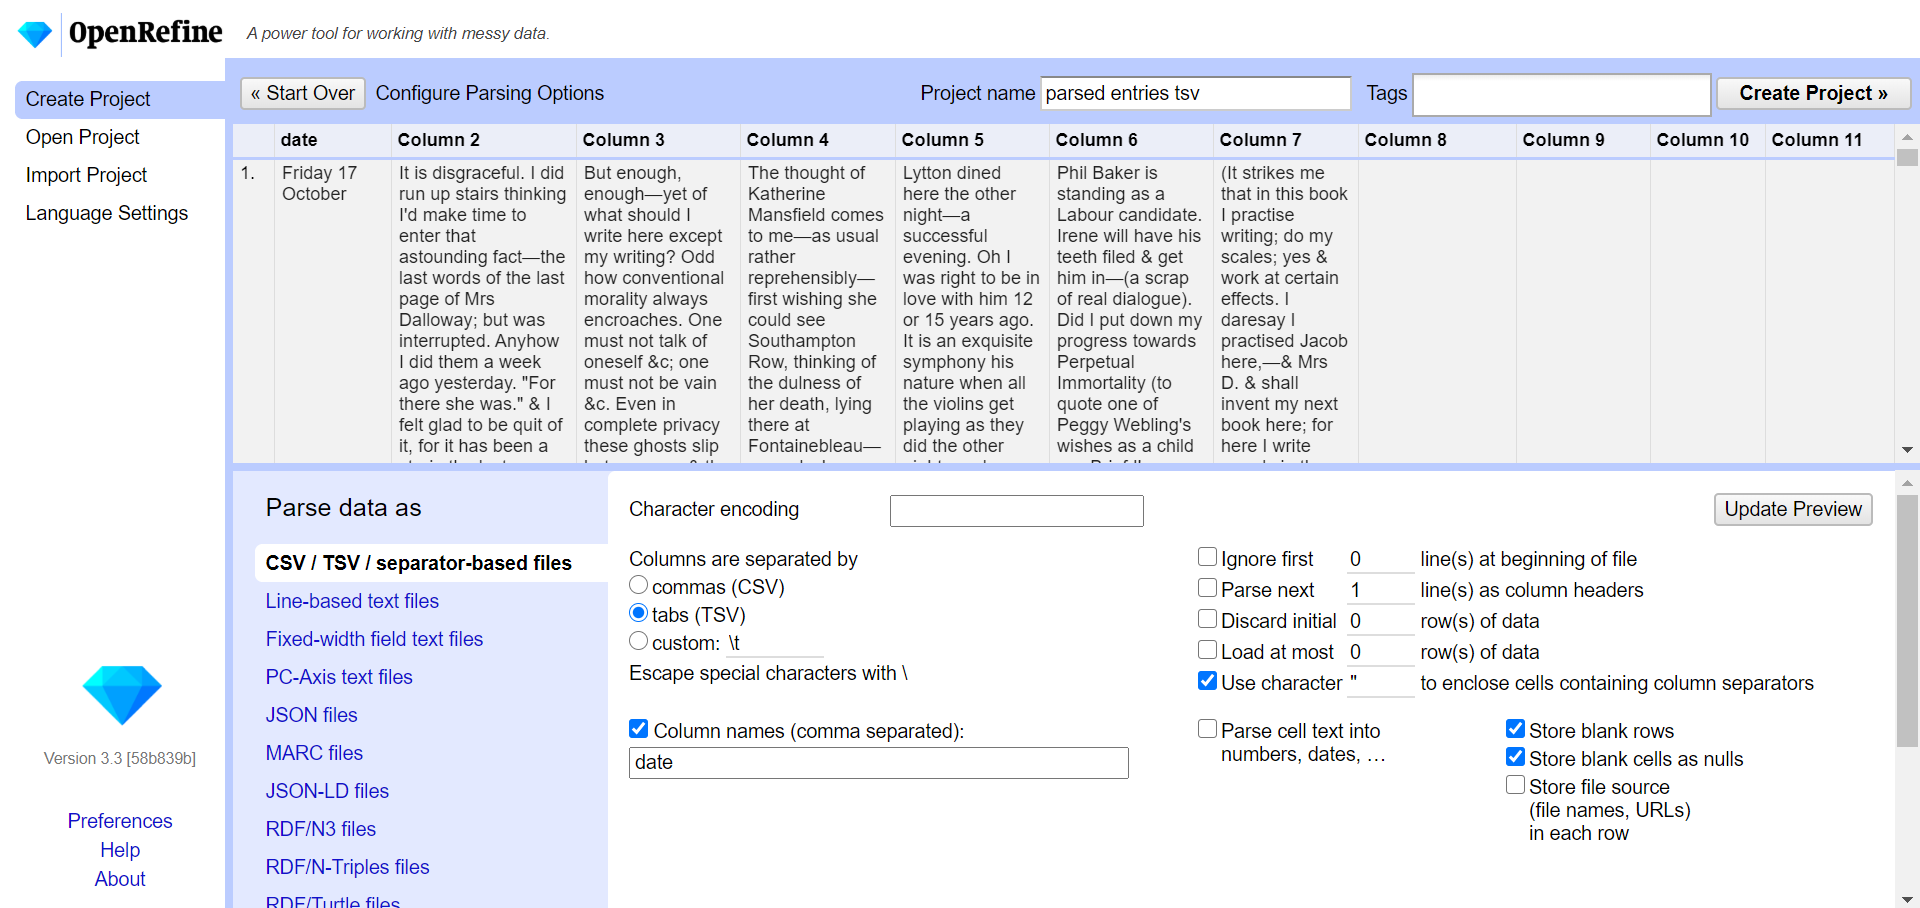 OpenRefine
A power tool for working with messy data.
Create Project
Open Project
Import Project
Language Settings
« Start Over
Configure Parsing Options
Project name
parsed entries tsv
Tags
Create Project »
date
Column 2
Column 3
Column 4
Column 5
Column 6
Column 7
Column 8
Column 9
Column 10
Column 11
1.
Friday 17
October
It is disgraceful. I did
run up stairs thinking
I'd make time to
enter that
astounding fact—the
last words of the last
page of Mrs
Dalloway; but was
interrupted. Anyhow
I did them a week
ago yesterday. "For
there she was." & I
felt glad to be quit of
it, for it has been a
But enough,
enough—yet of
what should I
write here except
my writing? Odd
how conventional
morality always
encroaches. One
must not talk of
oneself &c; one
must not be vain
&c. Even in
complete privacy
these ghosts slip
The thought of
Katherine
Mansfield comes
to me—as usual
rather
reprehensibly—
first wishing she
could see
Southampton
Row, thinking of
the dulness of
her death, lying
there at
Fontainebleau—
Lytton dined
here the other
night—a
successful
evening. Oh I
was right to be in
love with him 12
or 15 years ago.
It is an exquisite
symphony his
nature when all
the violins get
playing as they
did the other
Phil Baker is
standing as a
Labour candidate.
Irene will have his
teeth filed & get
him in—(a scrap
of real dialogue).
Did I put down my
progress towards
Perpetual
Immortality (to
quote one of
Peggy Webling's
wishes as a child
(It strikes me
that in this book
I practise
writing; do my
scales; yes &
work at certain
effects. I
daresay I
practised Jacob
here,—& Mrs
D. & shall
invent my next
book here; for
here I write
Parse data as
CSV / TSV / separator-based files
Line-based text files
Fixed-width field text files
PC-Axis text files
JSON files
MARC files
JSON-LD files
RDF/N3 files
RDF/N-Triples files
RDF/Turtle files
Character encoding
Update Preview
Columns are separated by
commas (CSV)
tabs (TSV)
custom: \t
Escape special characters with \
Column names (comma separated):
date
Ignore first 0 line(s) at beginning of file
Parse next 1 line(s) as column headers
Discard initial 0 row(s) of data
Load at most 0 row(s) of data
Use character " to enclose cells containing column separators
Parse cell text into
numbers, dates, …
Store blank rows
Store blank cells as nulls
Store file source
(file names, URLs)
in each row
Version 3.3 [58b839b]
Preferences
Help
About